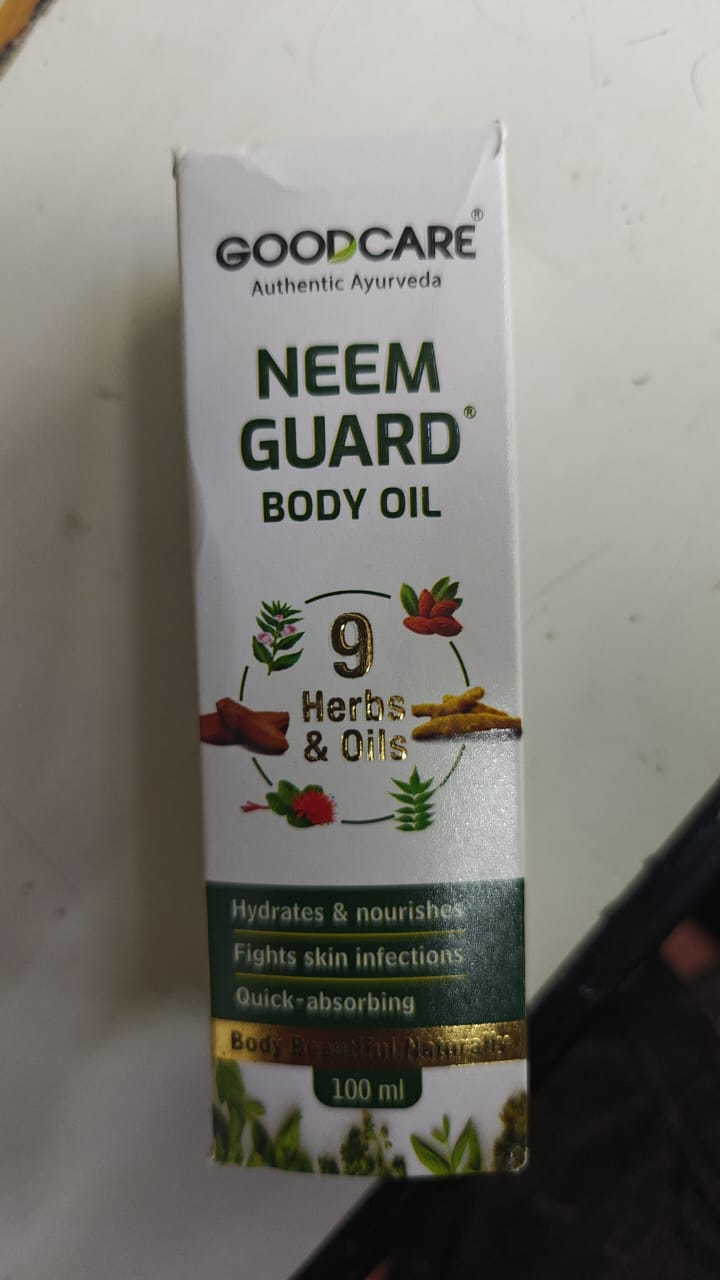 GOODCARE®
Authentic Ayurveda
NEEM
GUARD®
BODY OIL
9
Herbs
& Oils
Hydrates & nourishes
Fights skin infections
Quick-absorbing
Body Beautiful Naturally
100 ml